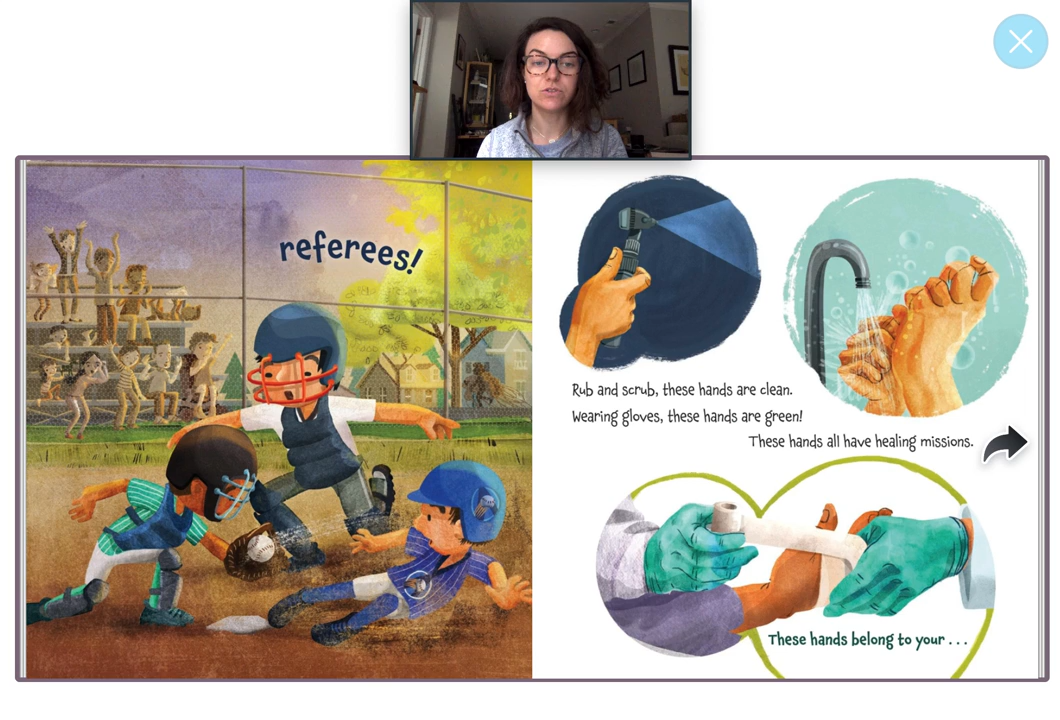 referees!
Rub and scrub, these hands are clean.
Wearing gloves, these hands are green!
These hands all have healing missions.
These hands belong to your . . .